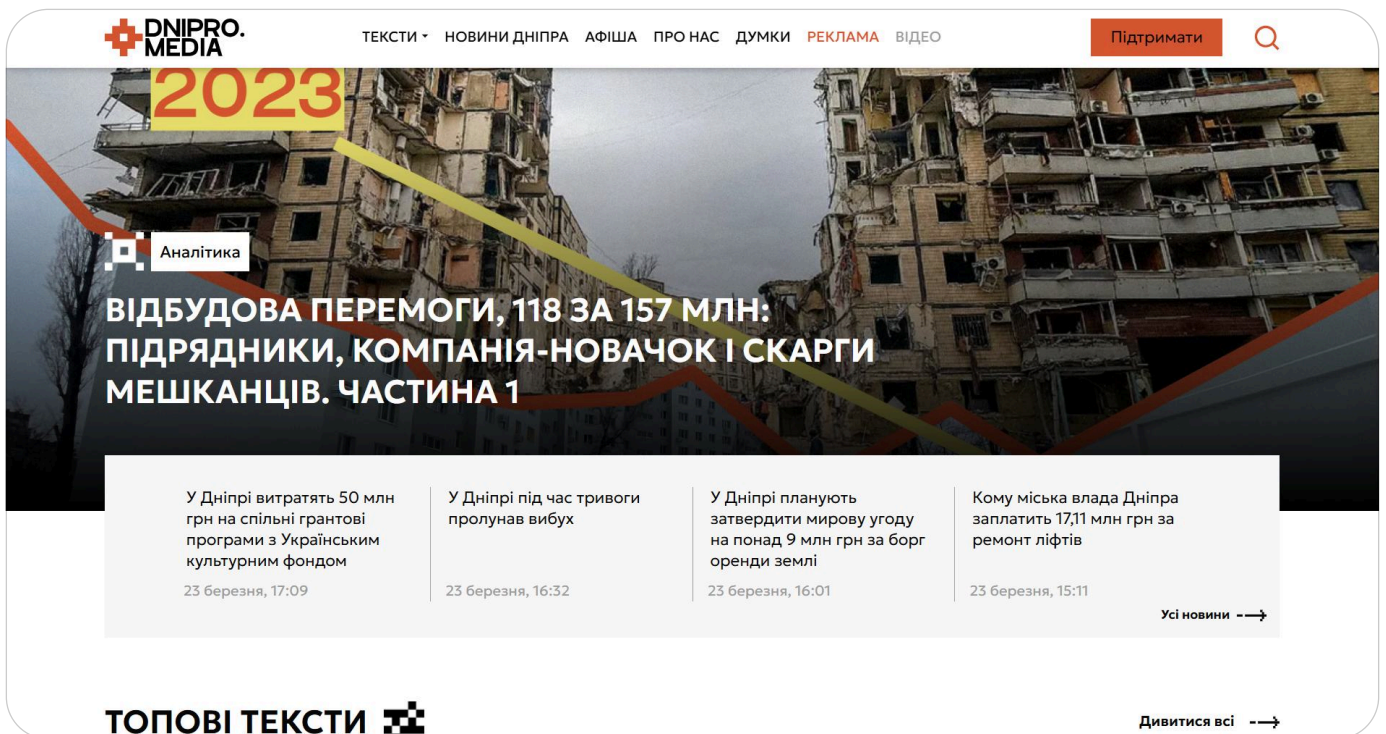 DNIPRO.
MEDIA
ТЕКСТИ
НОВИНИ ДНІПРА
АФІША
ПРО НАС
ДУМКИ
РЕКЛАМА
ВІДЕО
Підтримати
2023
Аналітика
ВІДБУДОВА ПЕРЕМОГИ, 118 ЗА 157 МЛН:
ПІДРЯДНИКИ, КОМПАНІЯ-НОВАЧОК І СКАРГИ
МЕШКАНЦІВ. ЧАСТИНА 1
У Дніпрі витратять 50 млн
грн на спільні грантові
програми з Українським
культурним фондом
23 березня, 17:09
У Дніпрі під час тривоги
пролунав вибух
23 березня, 16:32
У Дніпрі планують
затвердити мирову угоду
на понад 9 млн грн за борг
оренди землі
23 березня, 16:01
Кому міська влада Дніпра
заплатить 17,11 млн грн за
ремонт ліфтів
23 березня, 15:11
Усі новини
ТОПОВІ ТЕКСТИ
Дивитися всі